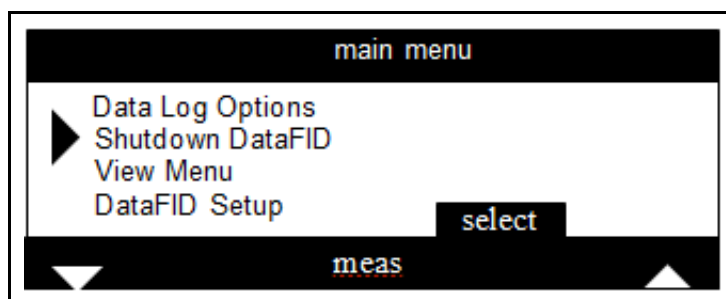 main menu
Data Log Options
Shutdown DataFID
View Menu
DataFID Setup
select
meas